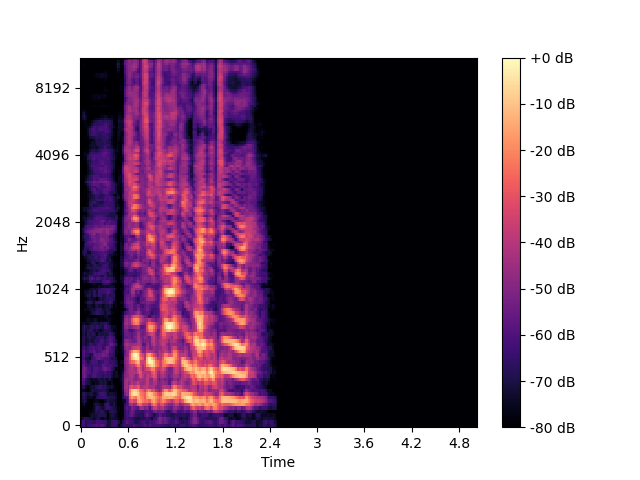 +0 dB
8192
-10 dB
4096
-20 dB
-30 dB
2048
Hz
-40 dB
1024
-50 dB
-60 dB
512
-70 dB
0
-80 dB
0 0.6 1.2 1.8 2.4 3 3.6 4.2 4.8
Time